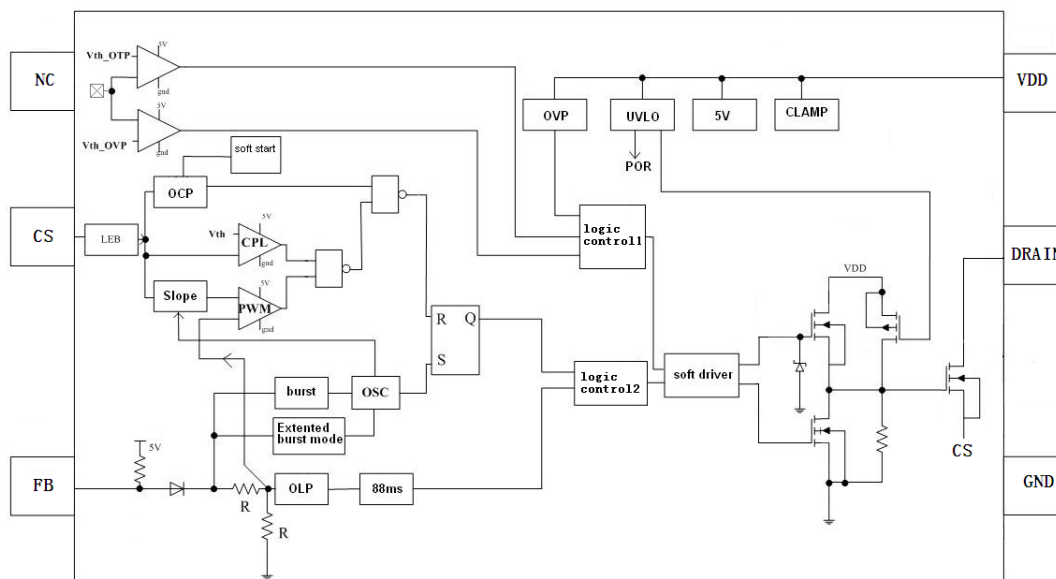 NC
Vth_OTP
5V
gnd
5V
Vth_OVP
gnd
soft start
OVP
UVLO
5V
CLAMP
VDD
POR
OCP
CS
LEB
5V
Vth
CPL
gnd
logic
control1
DRAIN
Slope
5V
PWM
gnd
VDD
R
Q
S
burst
OSC
logic
control2
soft driver
Extented
burst mode
5V
CS
FB
R
OLP
88ms
GND
R